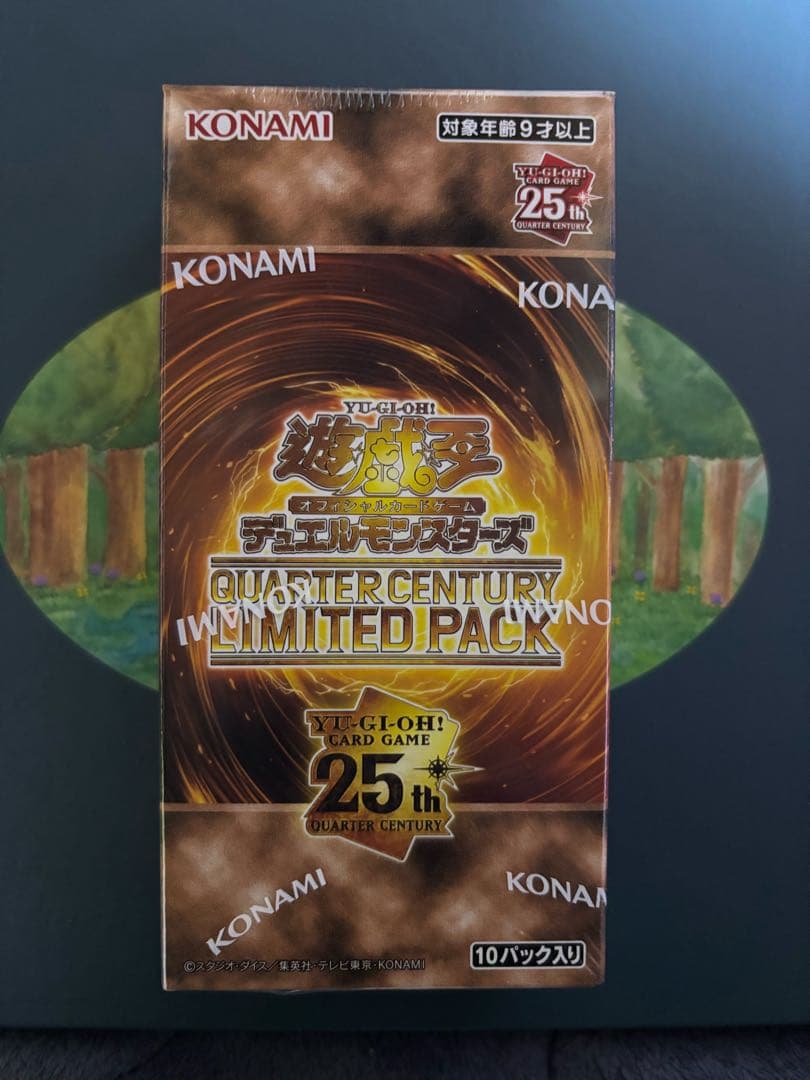 KONAMI
対象年齢9才以上
YU-GI-OH!
CARD GAME
25th
QUARTER CENTURY
KONAMI
KONA
YU-GI-OH!
遊戯王
オフィシャルカードゲーム
デュエルモンスターズ
QUARTER CENTURY
LIMITED PACK
KONAMI
KONAMI
KONAMI
YU-GI-OH!
CARD GAME
25th
QUARTER CENTURY
KONAMI
KONAM
©スタジオ・ダイス/集英社・テレビ東京・KONAMI
10パック入り